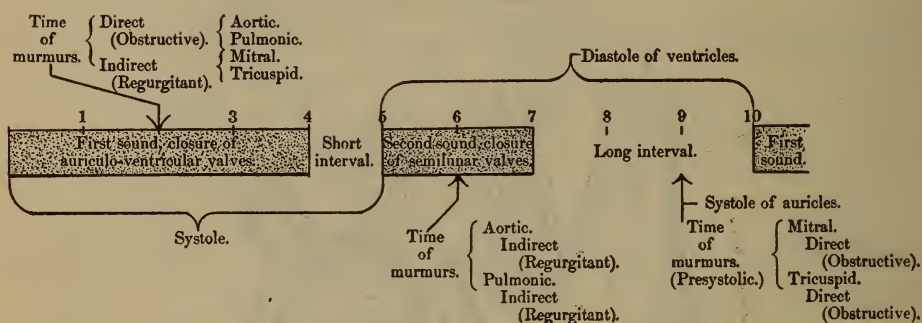 Time
of
murmurs.
Direct
(Obstructive).
Indirect
(Regurgitant).
Aortic.
Pulmonic.
Mitral.
Tricuspid.
Diastole of ventricles.
1 3 4 5 6 7 8 9 10
First sound, closure of
auriculo-ventricular valves.
Short
interval.
Second sound, closure
of semilunar valves.
Long interval.
First
sound.
Systole.
Time
of
murmurs.
Aortic.
Indirect
(Regurgitant).
Pulmonic.
Indirect
(Regurgitant).
Systole of auricles.
Time
of
murmurs.
(Presystolic.)
Mitral.
Direct
(Obstructive).
Tricuspid.
Direct
(Obstructive).